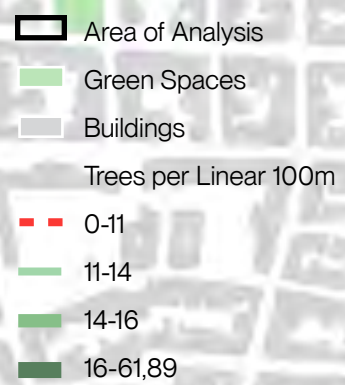 Area of Analysis
Green Spaces
Buildings
Trees per Linear 100m
0-11
11-14
14-16
16-61,89